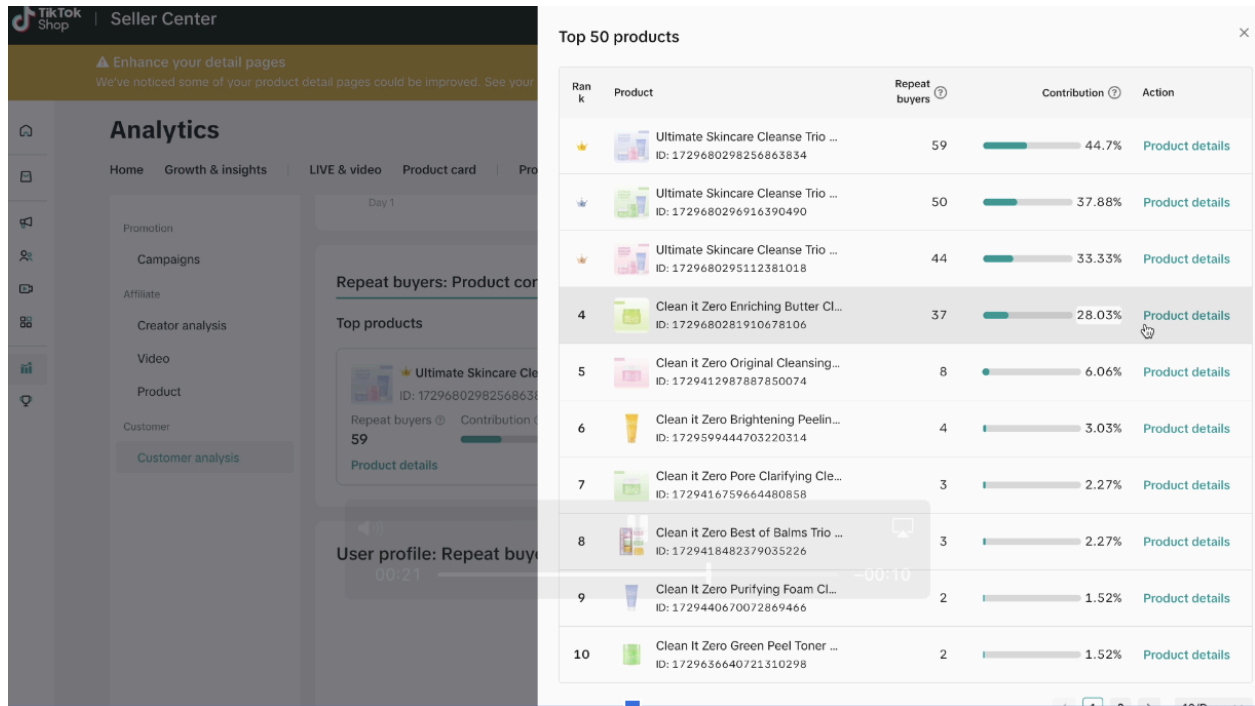 TikTok
Shop
Seller Center
Enhance your detail pages
We've noticed some of your product detail pages could be improved. See your
Analytics
Home Growth & insights LIVE & video Product card Pro
Promotion
Campaigns
Affiliate
Creator analysis
Video
Product
Customer
Customer analysis
Day 1
Repeat buyers: Product con
Top products
Ultimate Skincare Cle
ID: 1729680298256863
Repeat buyers Contribution
59
Product details
User profile: Repeat buye
00:21
-00:10
Top 50 products
Ran
k
Product
Repeat
buyers
Contribution
Action
Ultimate Skincare Cleanse Trio ...
ID: 1729680298256863834
59 44.7% Product details
Ultimate Skincare Cleanse Trio ...
ID: 1729680296916390490
50 37.88% Product details
Ultimate Skincare Cleanse Trio ...
ID: 1729680295112381018
44 33.33% Product details
4
Clean it Zero Enriching Butter Cl...
ID: 1729680281910678106
37 28.03% Product details
5
Clean it Zero Original Cleansing...
ID: 1729412987887850074
8 6.06% Product details
6
Clean it Zero Brightening Peelin...
ID: 1729599444703220314
4 3.03% Product details
7
Clean it Zero Pore Clarifying Cle...
ID: 1729416759664480858
3 2.27% Product details
8
Clean it Zero Best of Balms Trio ...
ID: 1729418482379035226
3 2.27% Product details
9
Clean It Zero Purifying Foam Cl...
ID: 1729440670072869466
2 1.52% Product details
10
Clean It Zero Green Peel Toner ...
ID: 1729636640721310298
2 1.52% Product details